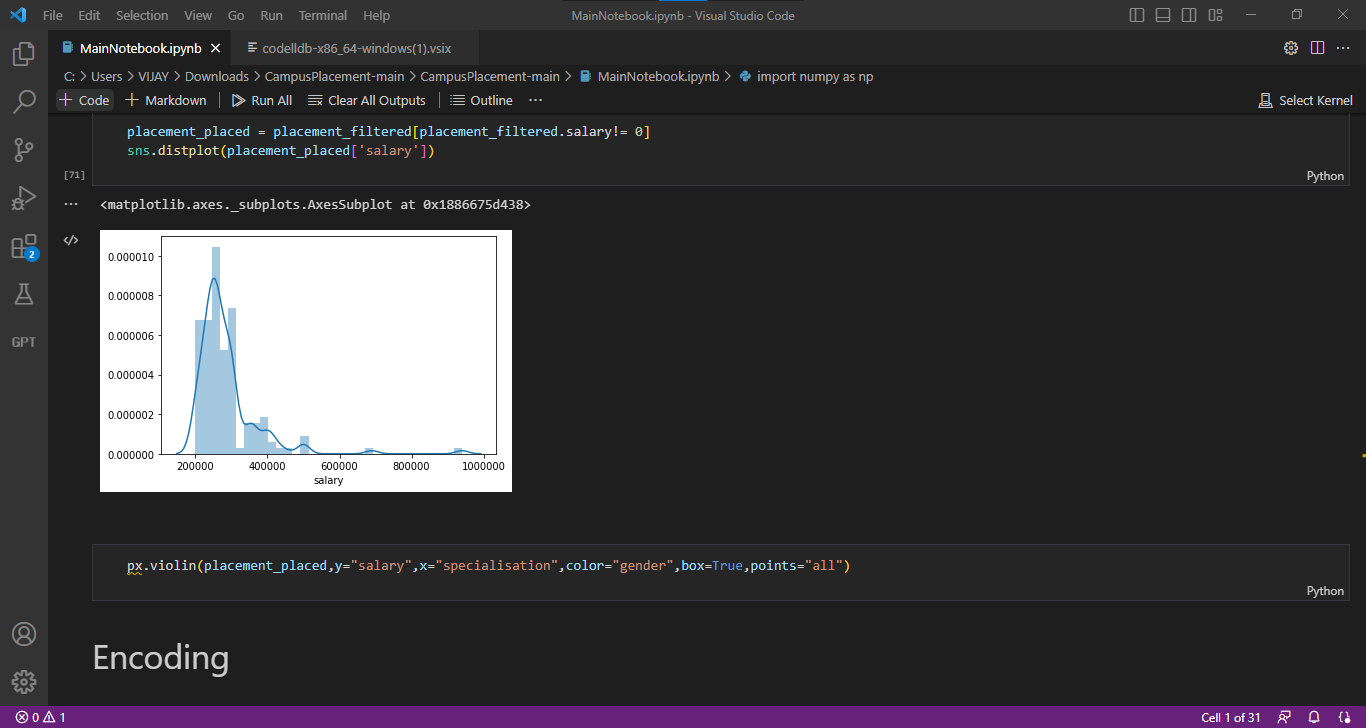 File Edit Selection View Go Run Terminal Help MainNotebook.ipynb - Visual Studio Code
MainNotebook.ipynb codelldb-x86_64-windows(1).vsix
C: > Users > VIJAY > Downloads > CampusPlacement-main > CampusPlacement-main > MainNotebook.ipynb > import numpy as np
+ Code + Markdown Run All Clear All Outputs Outline ... Select Kernel
placement_placed = placement_filtered[placement_filtered.salary!= 0]
sns.distplot(placement_placed['salary'])
[71] Python
<matplotlib.axes._subplots.AxesSubplot at 0x1886675d438>
0.000010
0.000008
0.000006
0.000004
0.000002
0.000000
200000 400000 600000 800000 1000000
salary
2
GPT
px.violin(placement_placed,y="salary",x="specialisation",color="gender",box=True,points="all")
Python
Encoding
0 1 Cell 1 of 31